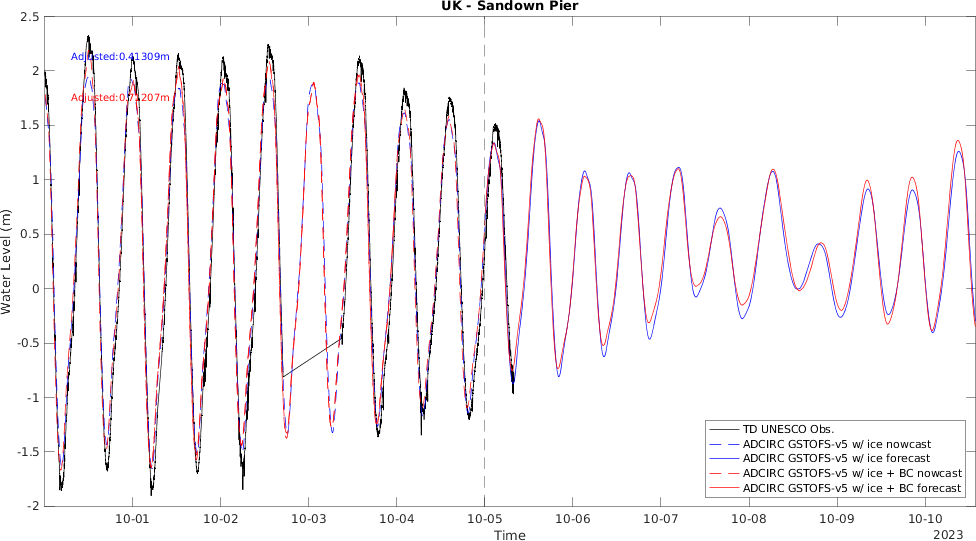 UK - Sandown Pier
2.5
2
1.5
1
0.5
0
-0.5
-1
-1.5
-2
Water Level (m)
Adjusted:0.41309m
TD UNESCO Obs.
ADCIRC GSTOFS-v5 w/ ice nowcast
ADCIRC GSTOFS-v5 w/ ice forecast
ADCIRC GSTOFS-v5 w/ ice + BC nowcast
ADCIRC GSTOFS-v5 w/ ice + BC forecast
10-01
10-02
10-03
10-04
10-05
10-06
10-07
10-08
10-09
10-10
Time
2023